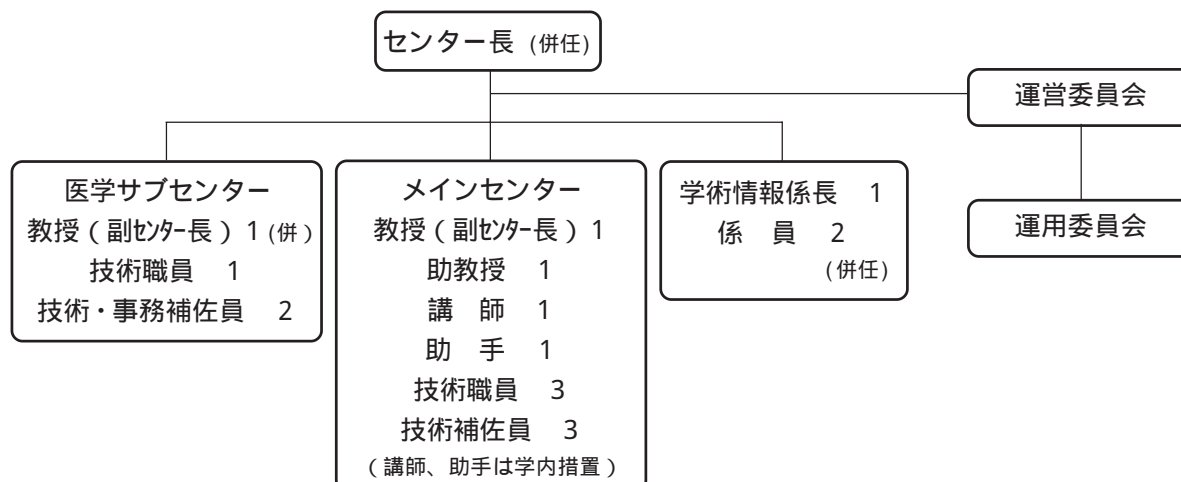 センター長 (併任)
運営委員会
医学サブセンター
教授(副センター長) 1 (併)
技術職員 1
技術・事務補佐員 2
メインセンター
教授(副センター長) 1
助教授 1
講 師 1
助 手 1
技術職員 3
技術補佐員 3
(講師、助手は学内措置)
学術情報係長 1
係 員 2
(併任)
運用委員会